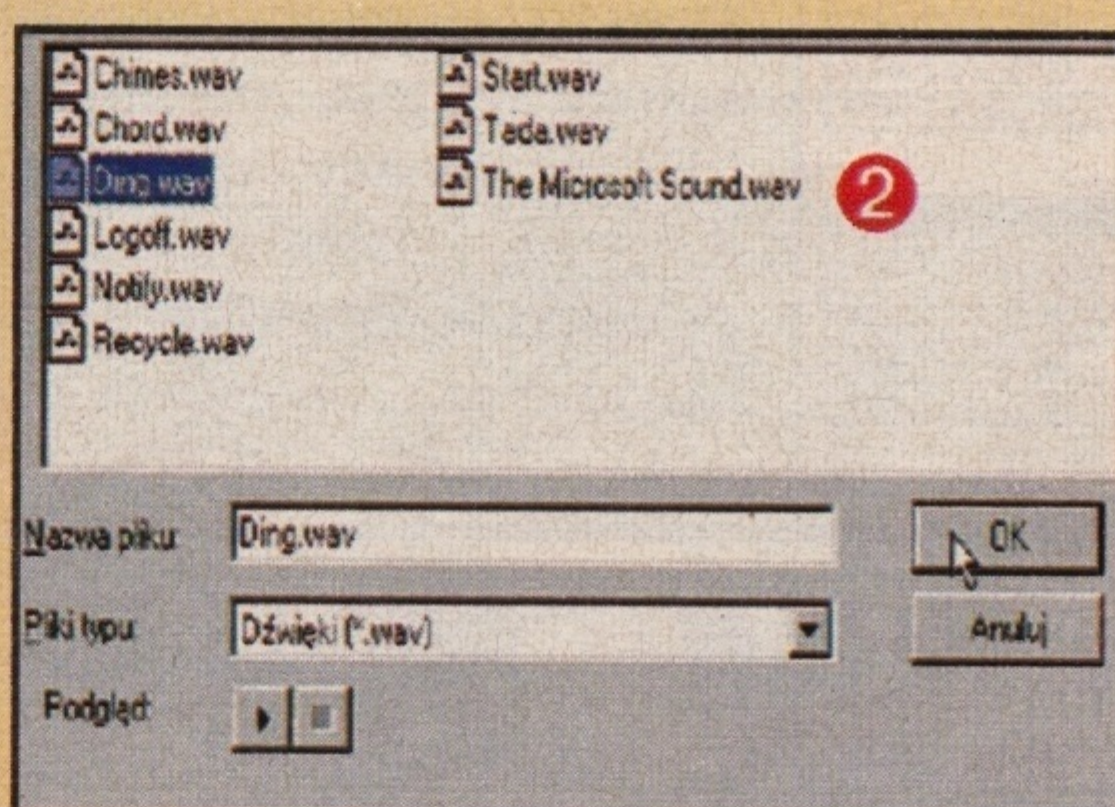 Chimes.wav
Chord.wav
Ding.wav
Logoff.wav
Notify.wav
Recycle.wav
Start.wav
Tada.wav
The Microsoft Sound.wav
2
Nazwa pliku:
Ding.wav
OK
Pliki typu:
Dźwięki (*.wav)
Anuluj
Podgląd: